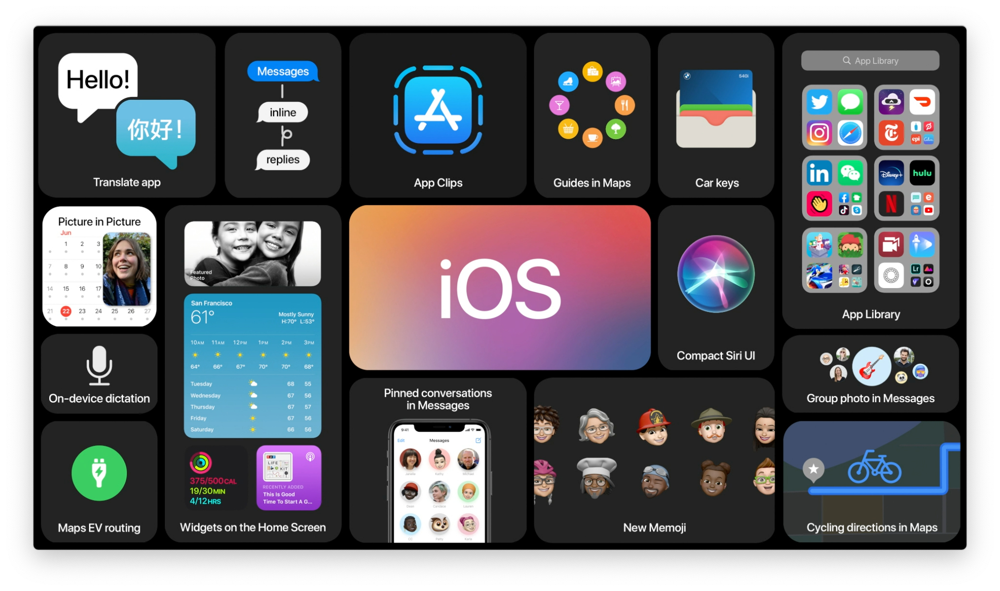 Hello!
你好！
Translate app
Messages
inline
replies
App Clips
Guides in Maps
540i
Car keys
App Library
in
Disney+
hulu
N
epi
e
Lr
App Library
Picture in Picture
Jun
1 2 3
7 8 9 10
14 15 16 17
21 22 23 24 25 26 27
On-device dictation
Maps EV routing
Featured
Photo
San Francisco
61°
Mostly Sunny
H:70° L:53°
10AM 11AM 12PM 1PM 2PM 3PM
64° 66° 67° 70° 70° 68°
Tuesday 68 55
Wednesday 67 56
Thursday 67 57
Friday 67 56
Saturday 66 56
375/500CAL
19/30MIN
4/12HRS
npr
LIFE
KIT
RECENTLY ADDED
This Is Good
Time To Start A G...
Widgets on the Home Screen
iOS
Compact Siri UI
Pinned conversations
in Messages
9:41
Edit Messages
Janelle Kathy Michael
Dean Candace Lauren
CC Patty Karla
New Memoji
Group photo in Messages
Cycling directions in Maps